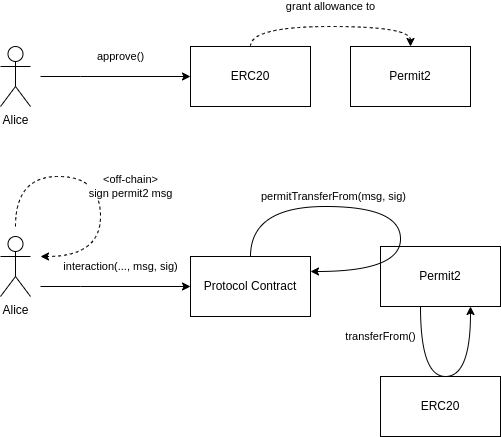 grant allowance to
approve()
ERC20
Permit2
Alice
<off-chain>
sign permit2 msg
permitTransferFrom(msg, sig)
interaction(..., msg, sig)
Protocol Contract
Permit2
Alice
transferFrom()
ERC20